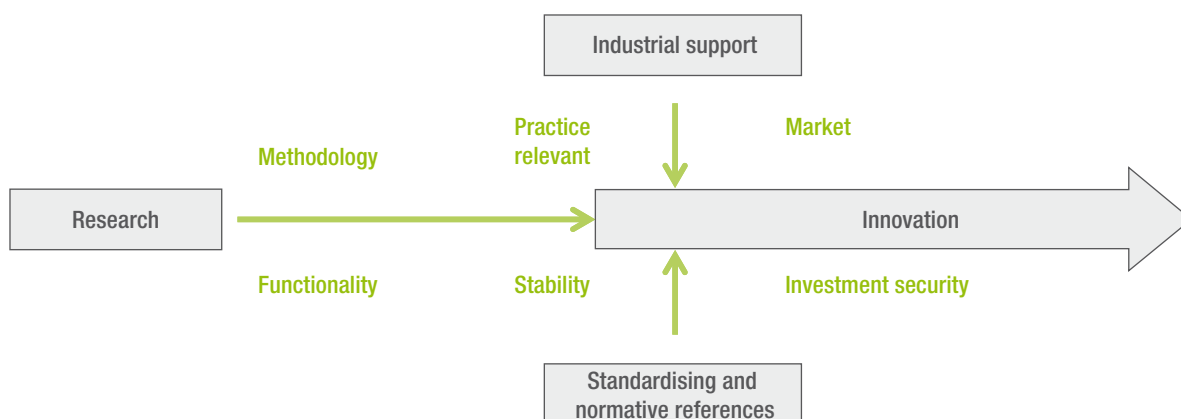 Industrial support
Practice
relevant
Market
Methodology
Research
Innovation
Functionality
Stability
Investment security
Standardising and
normative references